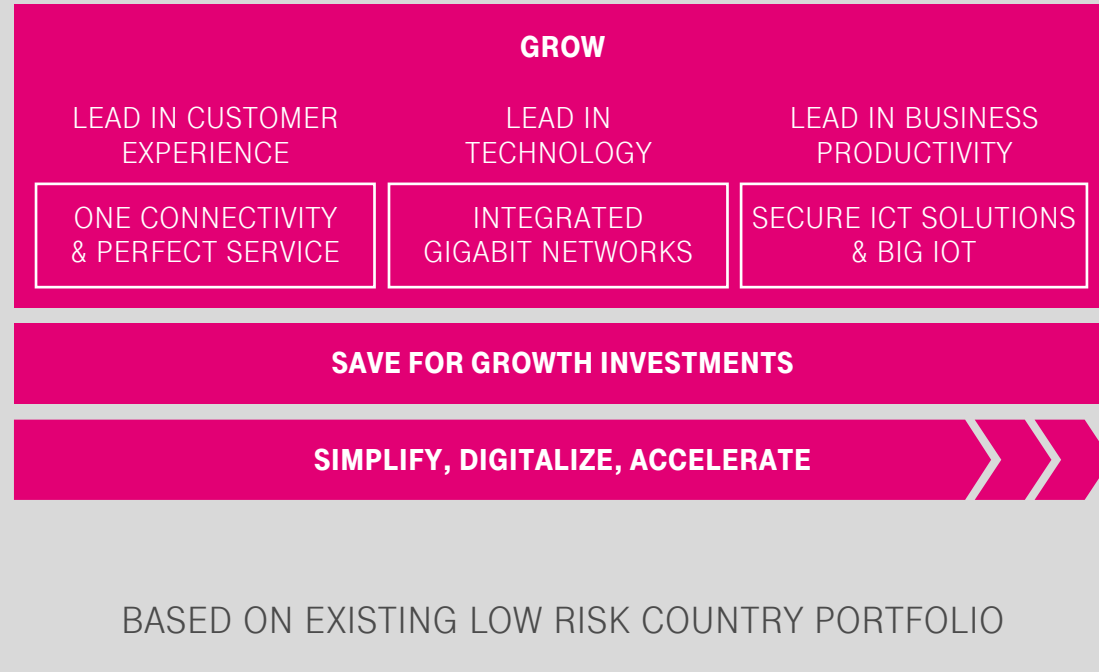 GROW
LEAD IN CUSTOMER
EXPERIENCE
LEAD IN
TECHNOLOGY
LEAD IN BUSINESS
PRODUCTIVITY
ONE CONNECTIVITY
& PERFECT SERVICE
INTEGRATED
GIGABIT NETWORKS
SECURE ICT SOLUTIONS
& BIG IOT
SAVE FOR GROWTH INVESTMENTS
SIMPLIFY, DIGITALIZE, ACCELERATE
BASED ON EXISTING LOW RISK COUNTRY PORTFOLIO